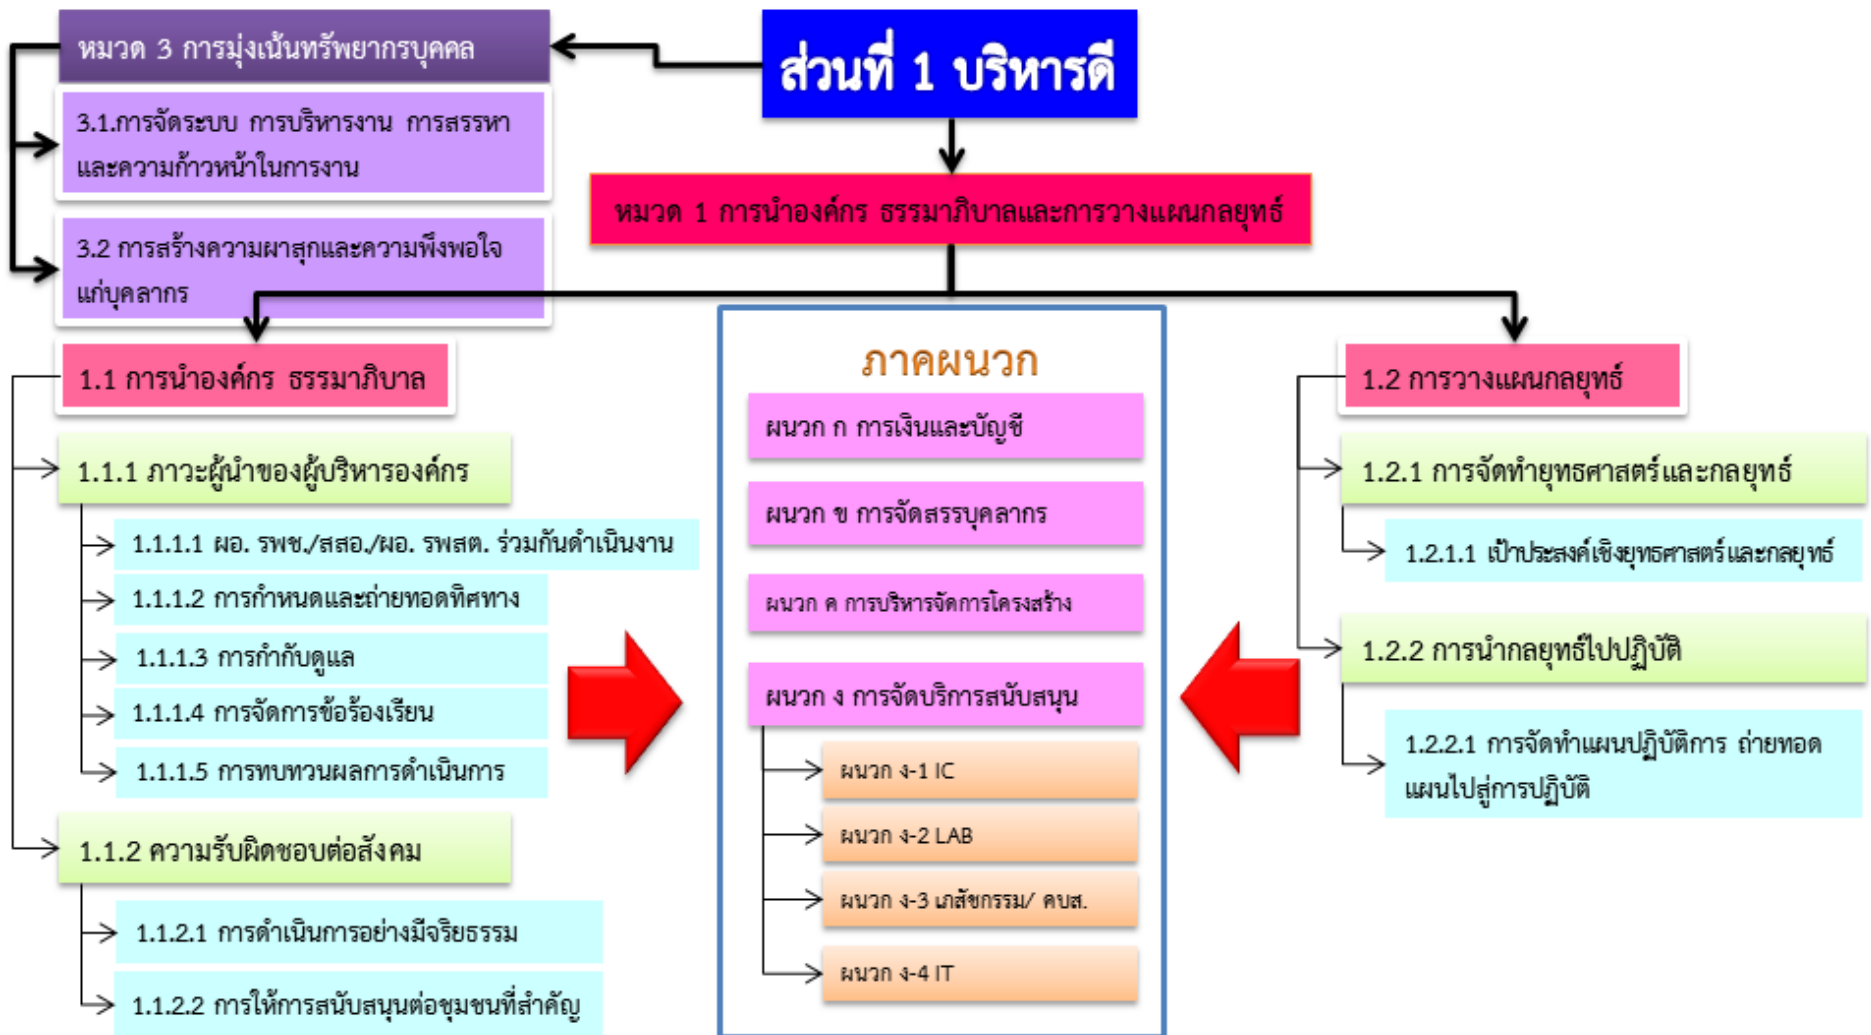 ส่วนที่ 1 บริหารดี
หมวด 3 การมุ่งเน้นทรัพยากรบุคคล
3.1.การจัดระบบ การบริหารงาน การสรรหา
และความก้าวหน้าในการงาน
3.2 การสร้างความผาสุกและความพึงพอใจ
แก่บุคลากร
หมวด 1 การนำองค์กร ธรรมาภิบาลและการวางแผนกลยุทธ์
1.1 การนำองค์กร ธรรมาภิบาล
1.1.1 ภาวะผู้นำของผู้บริหารองค์กร
1.1.1.1 ผอ. รพช./สสอ./ผอ. รพสต. ร่วมกันดำเนินงาน
1.1.1.2 การกำหนดและถ่ายทอดทิศทาง
1.1.1.3 การกำกับดูแล
1.1.1.4 การจัดการข้อร้องเรียน
1.1.1.5 การทบทวนผลการดำเนินการ
1.1.2 ความรับผิดชอบต่อสังคม
1.1.2.1 การดำเนินการอย่างมีจริยธรรม
1.1.2.2 การให้การสนับสนุนต่อชุมชนที่สำคัญ
ภาคผนวก
ผนวก ก การเงินและบัญชี
ผนวก ข การจัดสรรบุคลากร
ผนวก ค การบริหารจัดการโครงสร้าง
ผนวก ง การจัดบริการสนับสนุน
ผนวก ง-1 IC
ผนวก ง-2 LAB
ผนวก ง-3 เภสัชกรรม/ คบส.
ผนวก ง-4 IT
1.2 การวางแผนกลยุทธ์
1.2.1 การจัดทำยุทธศาสตร์และกลยุทธ์
1.2.1.1 เป้าประสงค์เชิงยุทธศาสตร์และกลยุทธ์
1.2.2 การนำกลยุทธ์ไปปฏิบัติ
1.2.2.1 การจัดทำแผนปฏิบัติการ ถ่ายทอด
แผนไปสู่การปฏิบัติ